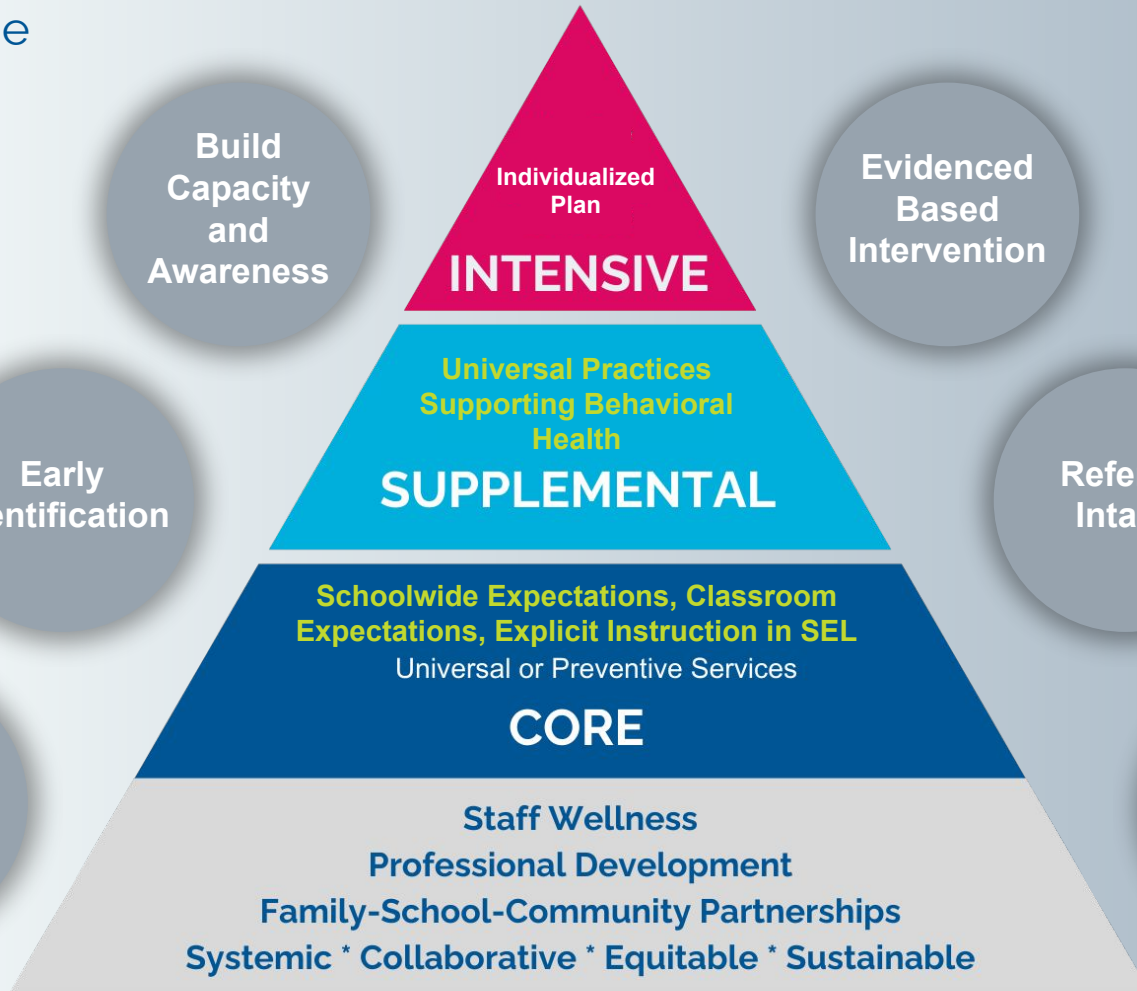 Build
Capacity
and
Awareness
Evidenced
Based
Intervention
Individualized
Plan
INTENSIVE
Universal Practices
Supporting Behavioral
Health
SUPPLEMENTAL
Early
Schoolwide Expectations, Classroom
Expectations, Explicit Instruction in SEL
Universal or Preventive Services
CORE
Staff Wellness
Professional Development
Family-School-Community Partnerships
Systemic * Collaborative * Equitable * Sustainable